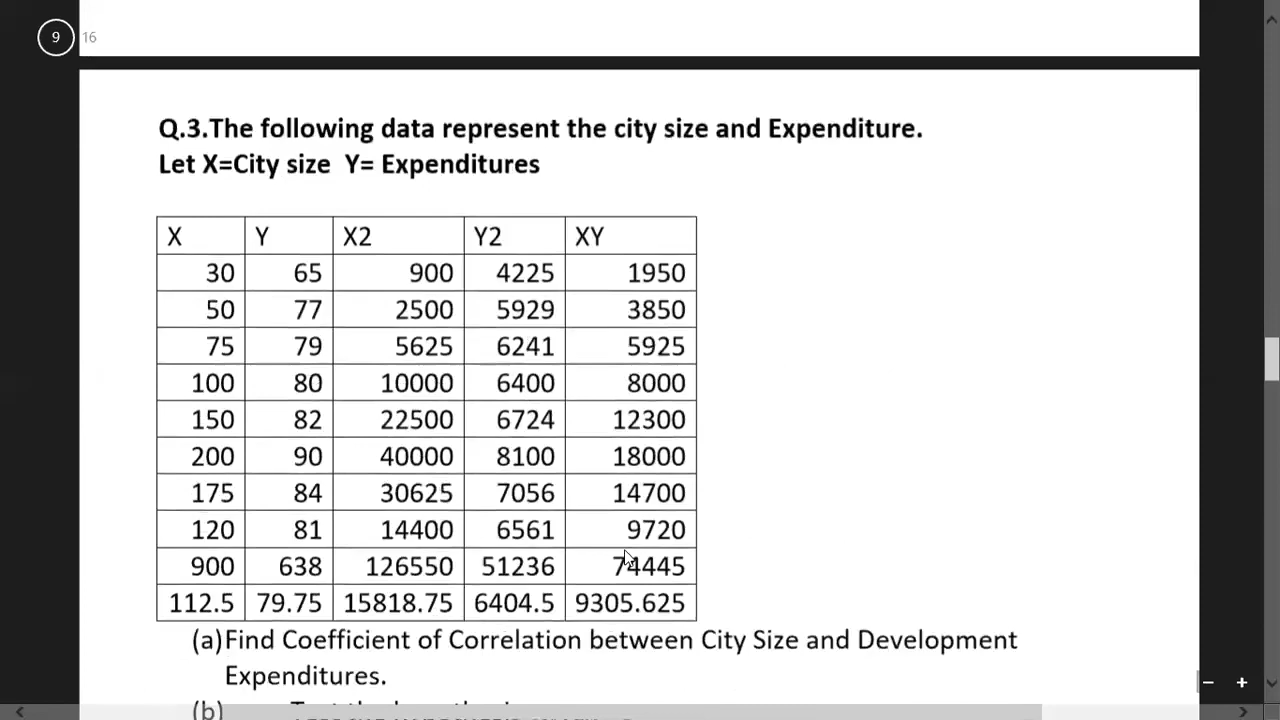 9 16
Q.3.The following data represent the city size and Expenditure.
Let X=City size Y= Expenditures
X Y X2 Y2 XY
30 65 900 4225 1950
50 77 2500 5929 3850
75 79 5625 6241 5925
100 80 10000 6400 8000
150 82 22500 6724 12300
200 90 40000 8100 18000
175 84 30625 7056 14700
120 81 14400 6561 9720
900 638 126550 51236 74445
112.5 79.75 15818.75 6404.5 9305.625
(a)Find Coefficient of Correlation between City Size and Development
Expenditures.
(b)